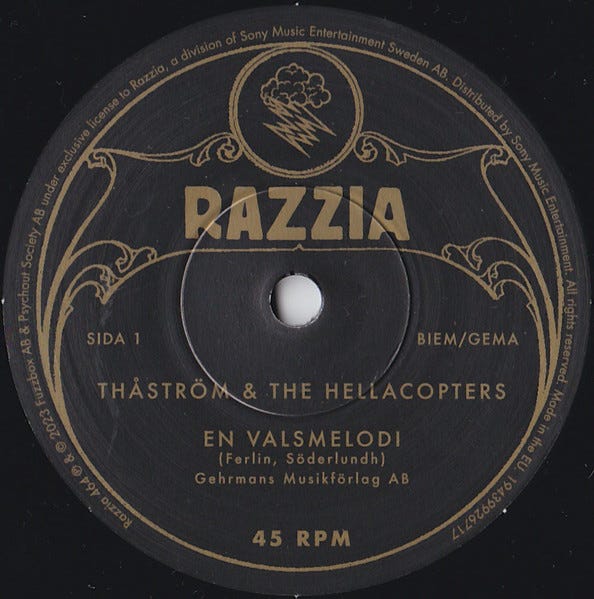 Razzia 464 ℗ & © 2023 Fuzzbox AB & Psychout Society AB under exclusive license to Razzia, a division of Sony Music Entertainment Sweden AB. Distributed by Sony Music Entertainment. All rights reserved. Made in the EU. 19439926717
RAZZIA
SIDA 1
BIEM/GEMA
THÅSTRÖM & THE HELLACOPTERS
EN VALSMELODI
(Ferlin, Söderlundh)
Gehrmans Musikförlag AB
45 RPM